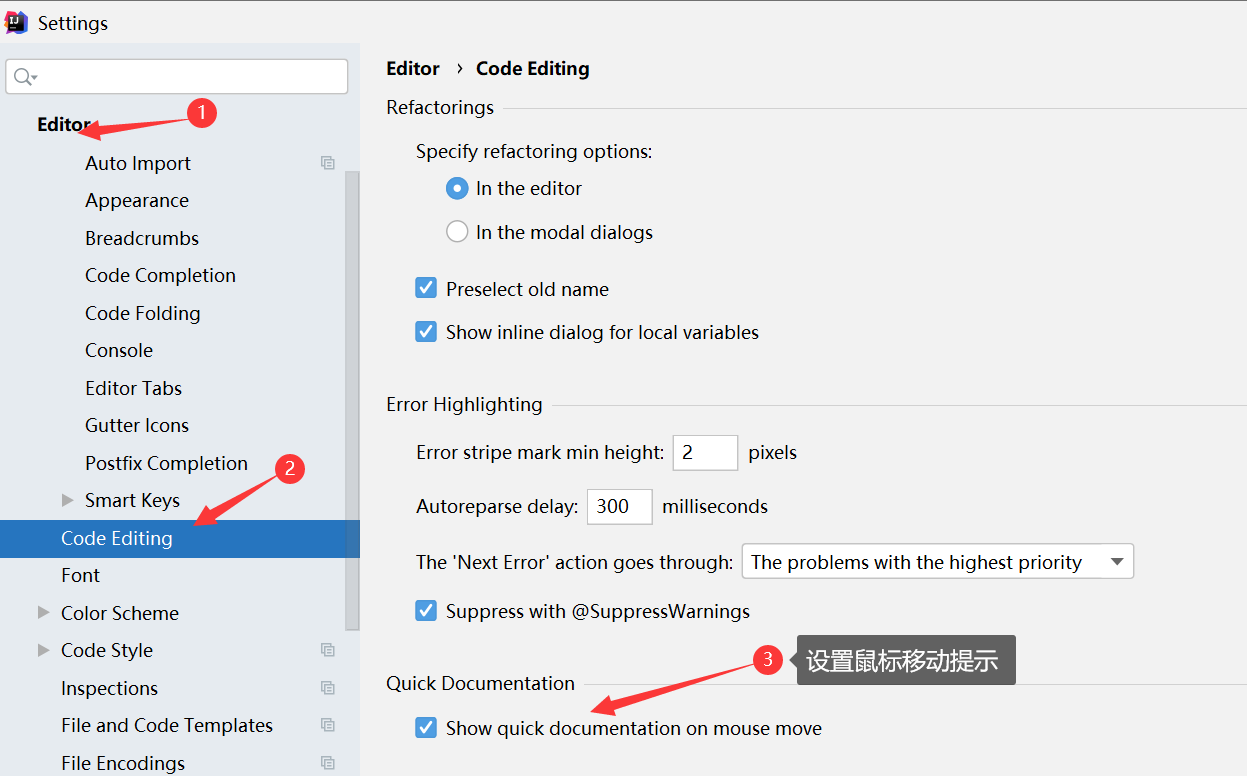 Settings
Editor
1
Auto Import
Appearance
Breadcrumbs
Code Completion
Code Folding
Console
Editor Tabs
Gutter Icons
Postfix Completion
2
Smart Keys
Code Editing
Font
Color Scheme
Code Style
Inspections
File and Code Templates
File Encodings
Editor › Code Editing
Refactorings
Specify refactoring options:
In the editor
In the modal dialogs
Preselect old name
Show inline dialog for local variables
Error Highlighting
Error stripe mark min height: 2 pixels
Autoreparse delay: 300 milliseconds
The 'Next Error' action goes through: The problems with the highest priority
Suppress with @SuppressWarnings
3 设置鼠标移动提示
Quick Documentation
Show quick documentation on mouse move